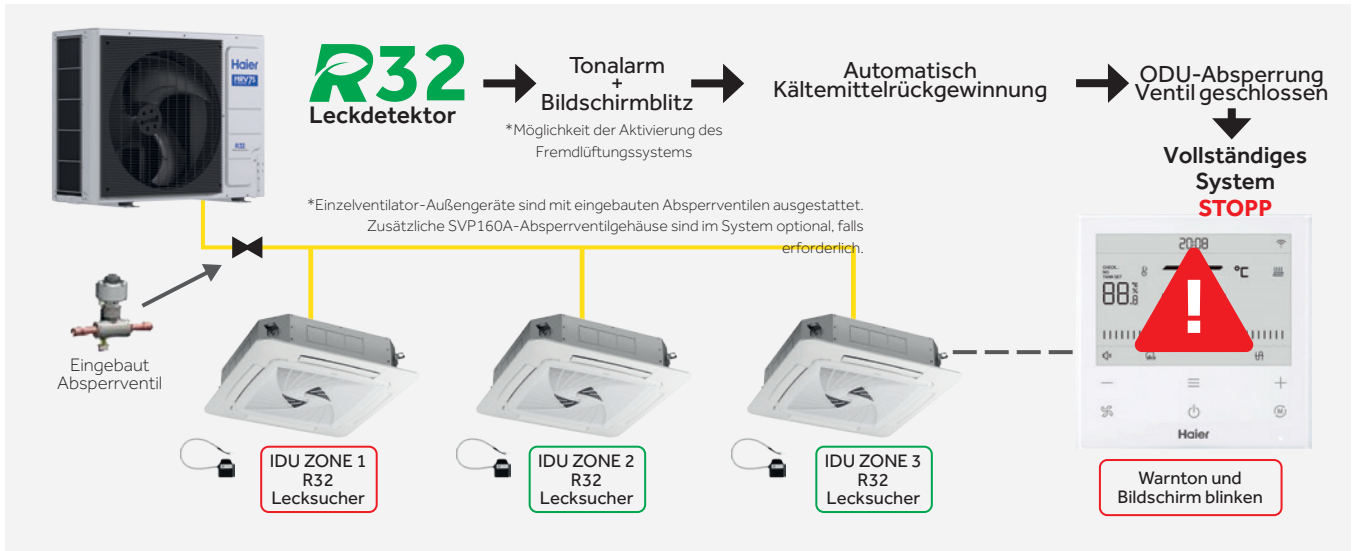 Haier
MRV7S
R32
R32
Leckdetektor
Tonalarm
+
Bildschirmblitz
*Möglichkeit der Aktivierung des
Fremdlüftungssystems
Automatisch
Kältemittelrückgewinnung
ODU-Absperrung
Ventil geschlossen
Vollständiges
System
STOPP
*Einzelventilator-Außengeräte sind mit eingebauten Absperrventilen ausgestattet.
Zusätzliche SVP160A-Absperrventilgehäuse sind im System optional, falls
erforderlich.
Eingebaut
Absperrventil
IDU ZONE 1
R32
Lecksucher
IDU ZONE 2
R32
Lecksucher
IDU ZONE 3
R32
Lecksucher
20:08
°C
!
Haier
Warnton und
Bildschirm blinken